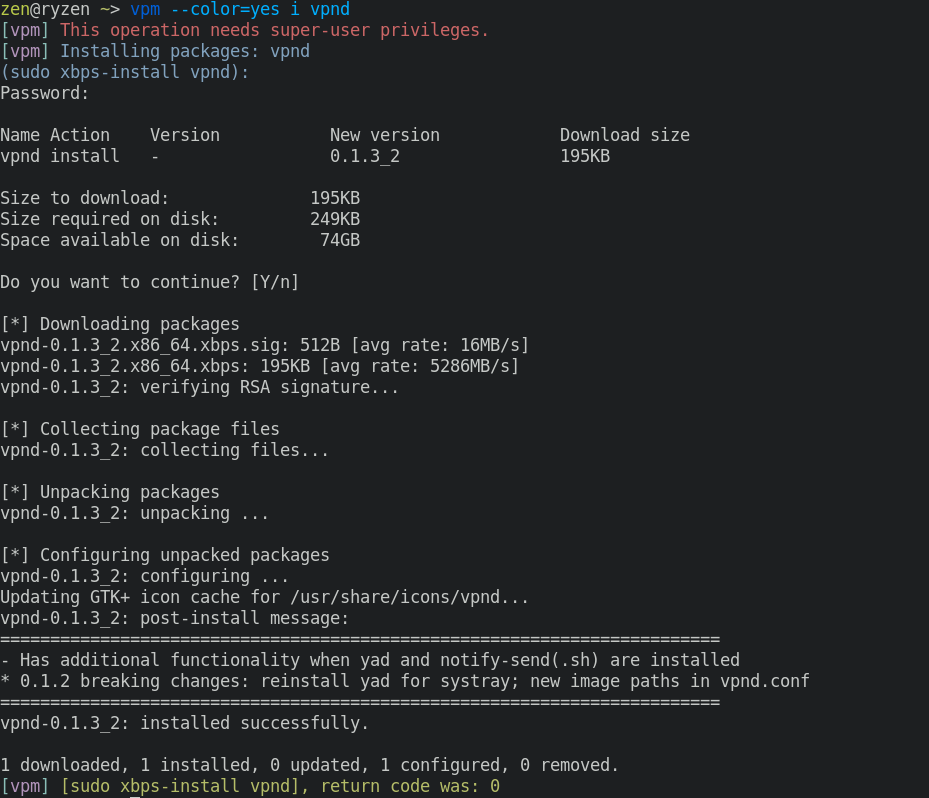 zen@ryzen ~> vpm --color=yes i vpnd
[vpm] This operation needs super-user privileges.
[vpm] Installing packages: vpnd
(sudo xbps-install vpnd):
Password:
Name Action    Version           New version            Download size
vpnd install   -                 0.1.3_2                195KB
Size to download:              195KB
Size required on disk:         249KB
Space available on disk:        74GB
Do you want to continue? [Y/n]
[*] Downloading packages
vpnd-0.1.3_2.x86_64.xbps.sig: 512B [avg rate: 16MB/s]
vpnd-0.1.3_2.x86_64.xbps: 195KB [avg rate: 5286MB/s]
vpnd-0.1.3_2: verifying RSA signature...
[*] Collecting package files
vpnd-0.1.3_2: collecting files...
[*] Unpacking packages
vpnd-0.1.3_2: unpacking ...
[*] Configuring unpacked packages
vpnd-0.1.3_2: configuring ...
Updating GTK+ icon cache for /usr/share/icons/vpnd...
vpnd-0.1.3_2: post-install message:
========================================================================
- Has additional functionality when yad and notify-send(.sh) are installed
* 0.1.2 breaking changes: reinstall yad for systray; new image paths in vpnd.conf
========================================================================
vpnd-0.1.3_2: installed successfully.
1 downloaded, 1 installed, 0 updated, 1 configured, 0 removed.
[vpm] [sudo xbps-install vpnd], return code was: 0